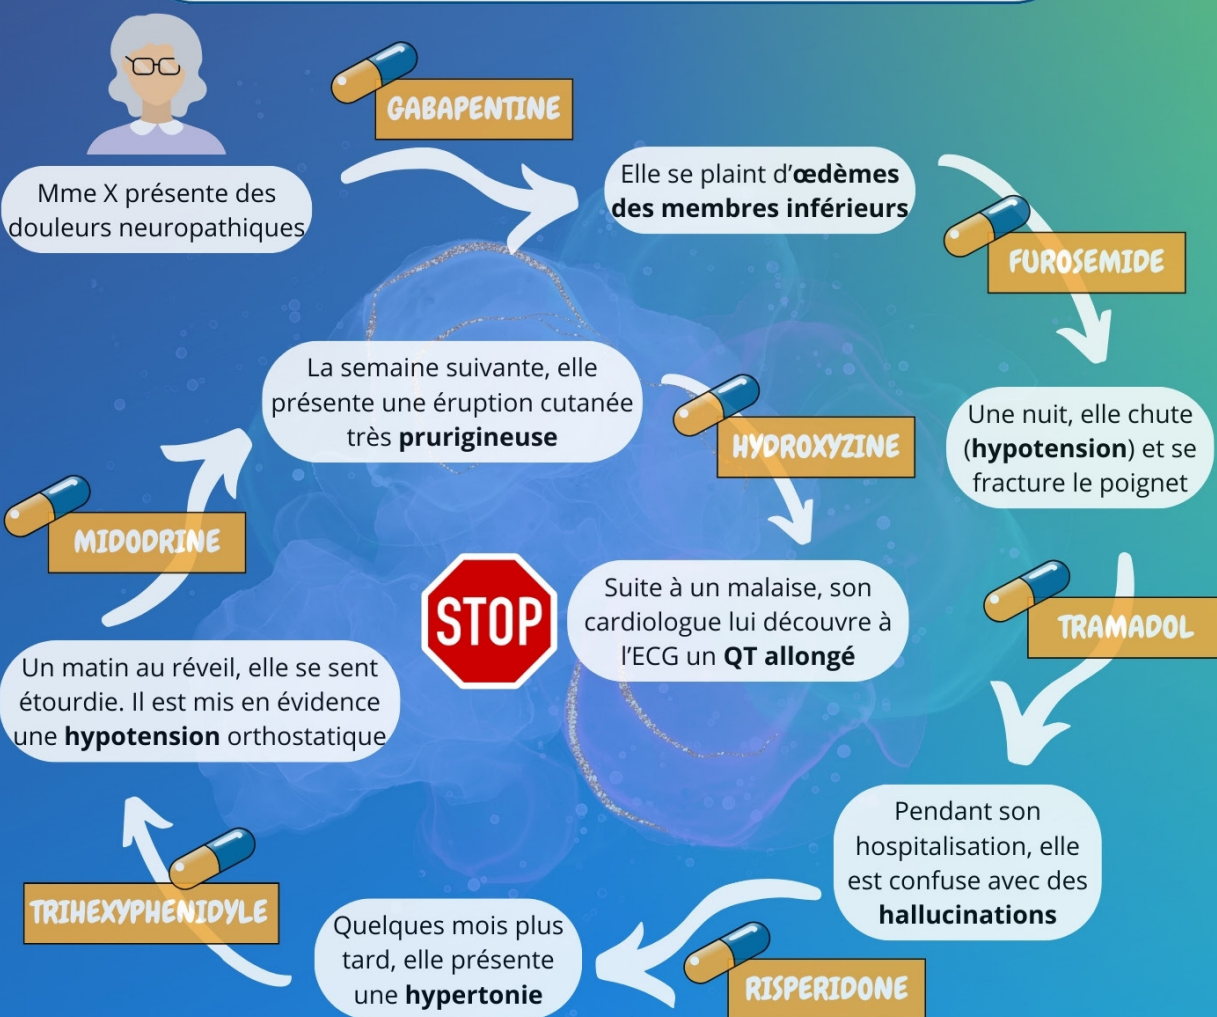 GABAPENTINE
Mme X présente des
douleurs neuropathiques
Elle se plaint d'œdèmes
des membres inférieurs
FUROSEMIDE
Une nuit, elle chute
(hypotension) et se
fracture le poignet
TRAMADOL
Pendant son
hospitalisation, elle
est confuse avec des
hallucinations
RISPERIDONE
Quelques mois plus
tard, elle présente
une hypertonie
TRIHEXYPHENIDYLE
Un matin au réveil, elle se sent
étourdie. Il est mis en évidence
une hypotension orthostatique
MIDODRINE
La semaine suivante, elle
présente une éruption cutanée
très prurigineuse
HYDROXYZINE
Suite à un malaise, son
cardiologue lui découvre à
l'ECG un QT allongé
STOP